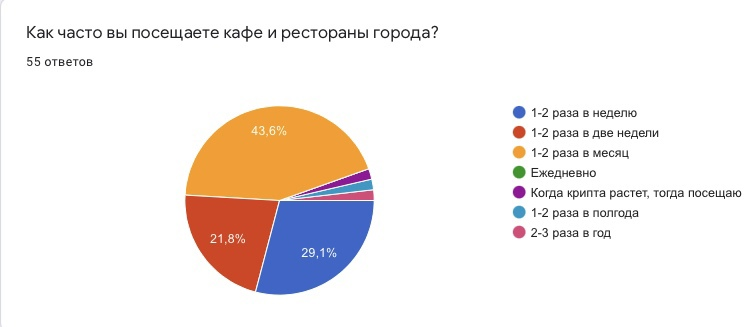 Как часто вы посещаете кафе и рестораны города?
55 ответов
43,6%
21,8%
29,1%
1-2 раза в неделю
1-2 раза в две недели
1-2 раза в месяц
Ежедневно
Когда крипта растет, тогда посещаю
1-2 раза в полгода
2-3 раза в год